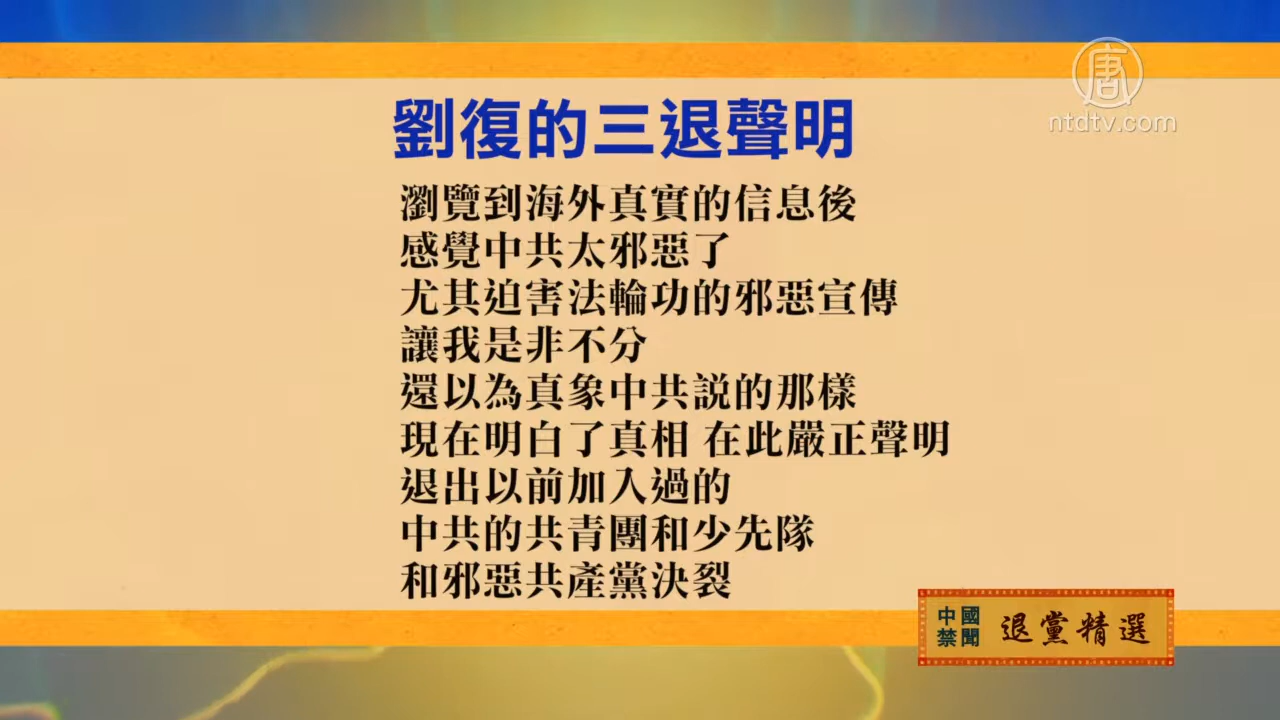 唐
ntdtv.com
劉復的三退聲明
瀏覽到海外真實的信息後
感覺中共太邪惡了
尤其迫害法輪功的邪惡宣傳
讓我是非不分
還以為真象中共説的那樣
現在明白了真相 在此嚴正聲明
退出以前加入過的
中共的共青團和少先隊
和邪惡共產黨決裂
中國
禁聞
退黨精選